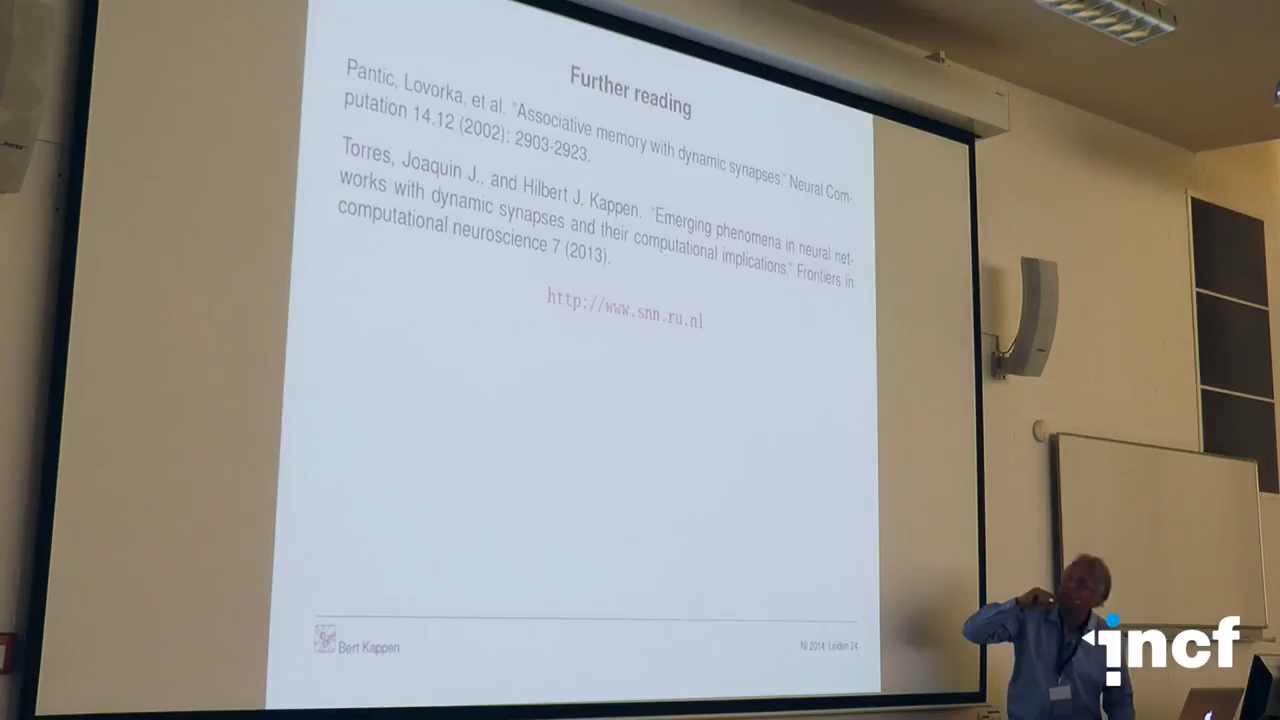 Further reading
Pantic, Lovorka, et al. "Associative memory with dynamic synapses." Neural Com-
putation 14.12 (2002): 2903-2923.
Torres, Joaquin J., and Hilbert J. Kappen. "Emerging phenomena in neural net-
works with dynamic synapses and their computational implications." Frontiers in
computational neuroscience 7 (2013).
http://www.snn.ru.nl
Bert Kappen
NI 2014, Leiden 24
incf